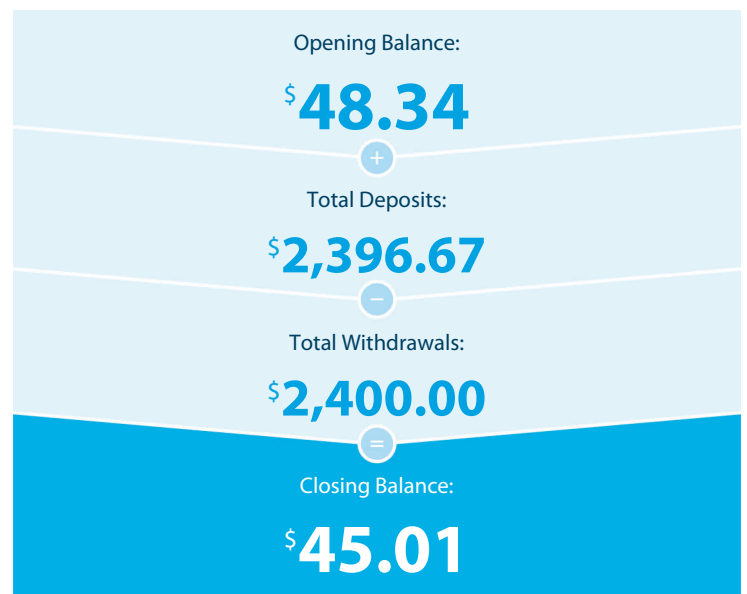 Opening Balance:
$48.34
+
Total Deposits:
$2,396.67
−
Total Withdrawals:
$2,400.00
=
Closing Balance:
$45.01